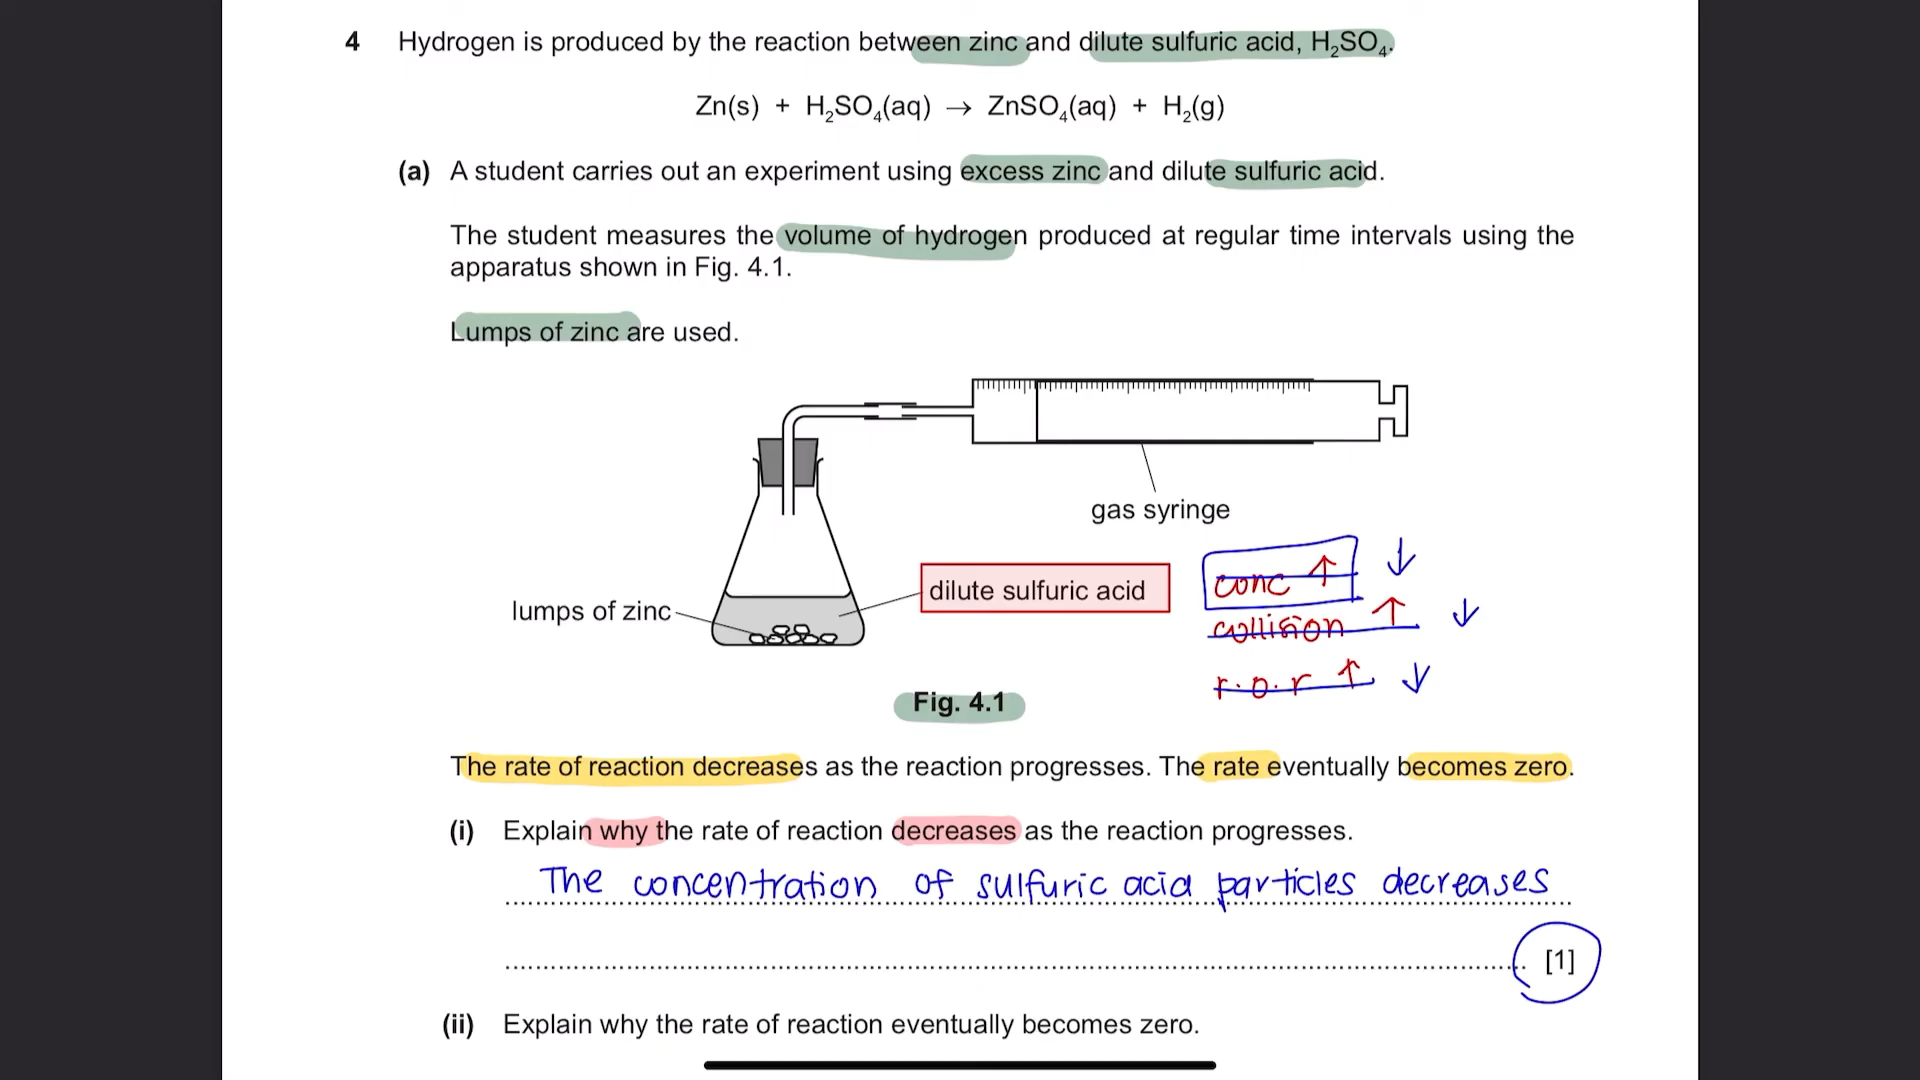 4 Hydrogen is produced by the reaction between zinc and dilute sulfuric acid, H₂SO₄.
Zn(s) + H₂SO₄(aq) → ZnSO₄(aq) + H₂(g)
(a) A student carries out an experiment using excess zinc and dilute sulfuric acid.
The student measures the volume of hydrogen produced at regular time intervals using the
apparatus shown in Fig. 4.1.
Lumps of zinc are used.
gas syringe
dilute sulfuric acid
lumps of zinc
conc ↑ ↓
collision ↑ ↓
r.o.r ↑ ↓
Fig. 4.1
The rate of reaction decreases as the reaction progresses. The rate eventually becomes zero.
(i) Explain why the rate of reaction decreases as the reaction progresses.
The concentration of sulfuric acid particles decreases
[1]
(ii) Explain why the rate of reaction eventually becomes zero.